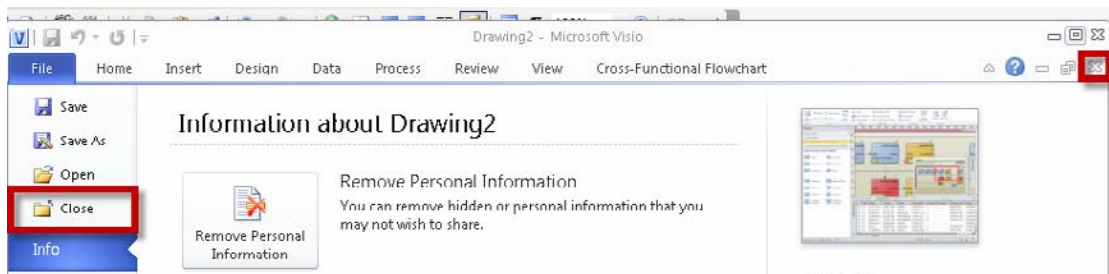 Drawing2 - Microsoft Visio
File Home Insert Design Data Process Review View Cross-Functional Flowchart
Save
Save As
Open
Close
Info
Information about Drawing2
Remove Personal
Information
Remove Personal Information
You can remove hidden or personal information that you
may not wish to share.